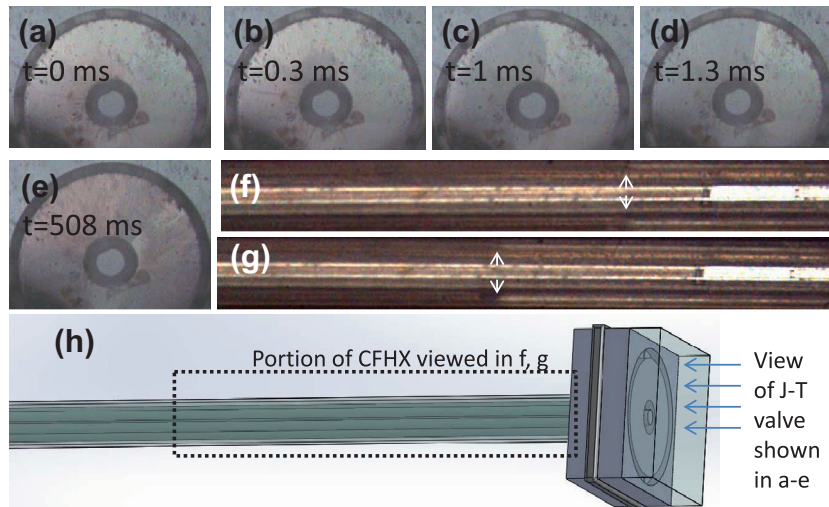 (a)
t=0 ms
(b)
t=0.3 ms
(c)
t=1 ms
(d)
t=1.3 ms
(e)
t=508 ms
(f)
(g)
(h)
Portion of CFHX viewed in f, g
View
of J-T
valve
shown
in a-e